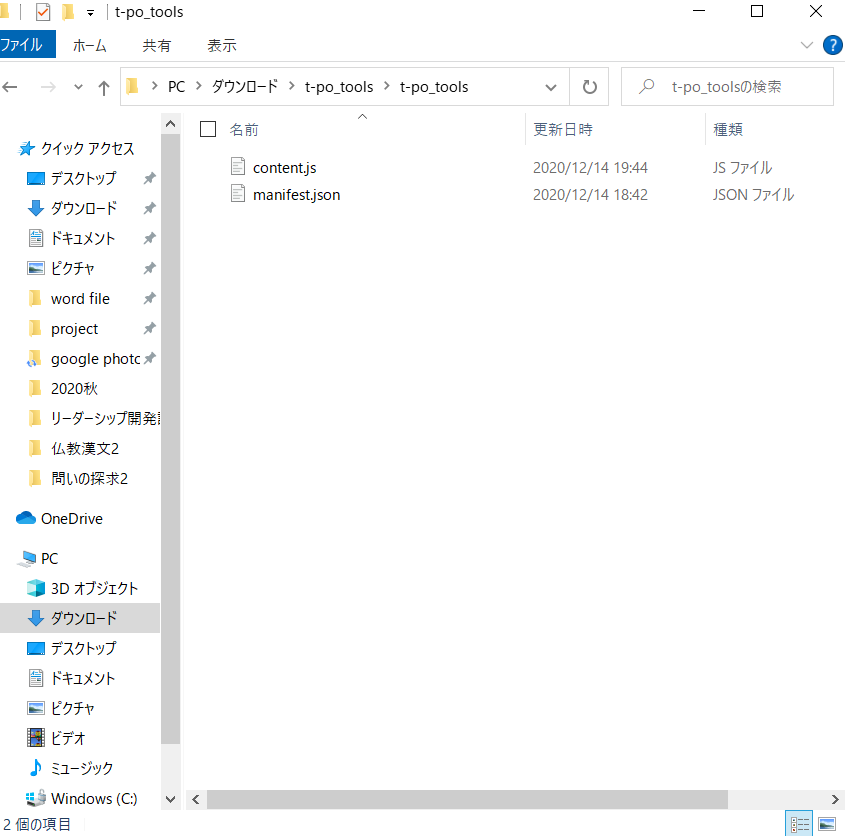 t-po_tools
ファイル ホーム 共有 表示
PC ダウンロード t-po_tools t-po_tools t-po_toolsの検索
クイック アクセス
デスクトップ
ダウンロード
ドキュメント
ピクチャ
word file
project
google photo
2020秋
リーダーシップ開発
仏教漢文2
問いの探求2
OneDrive
PC
3D オブジェクト
ダウンロード
デスクトップ
ドキュメント
ピクチャ
ビデオ
ミュージック
Windows (C:)
名前 更新日時 種類
content.js 2020/12/14 19:44 JS ファイル
manifest.json 2020/12/14 18:42 JSON ファイル
2 個の項目